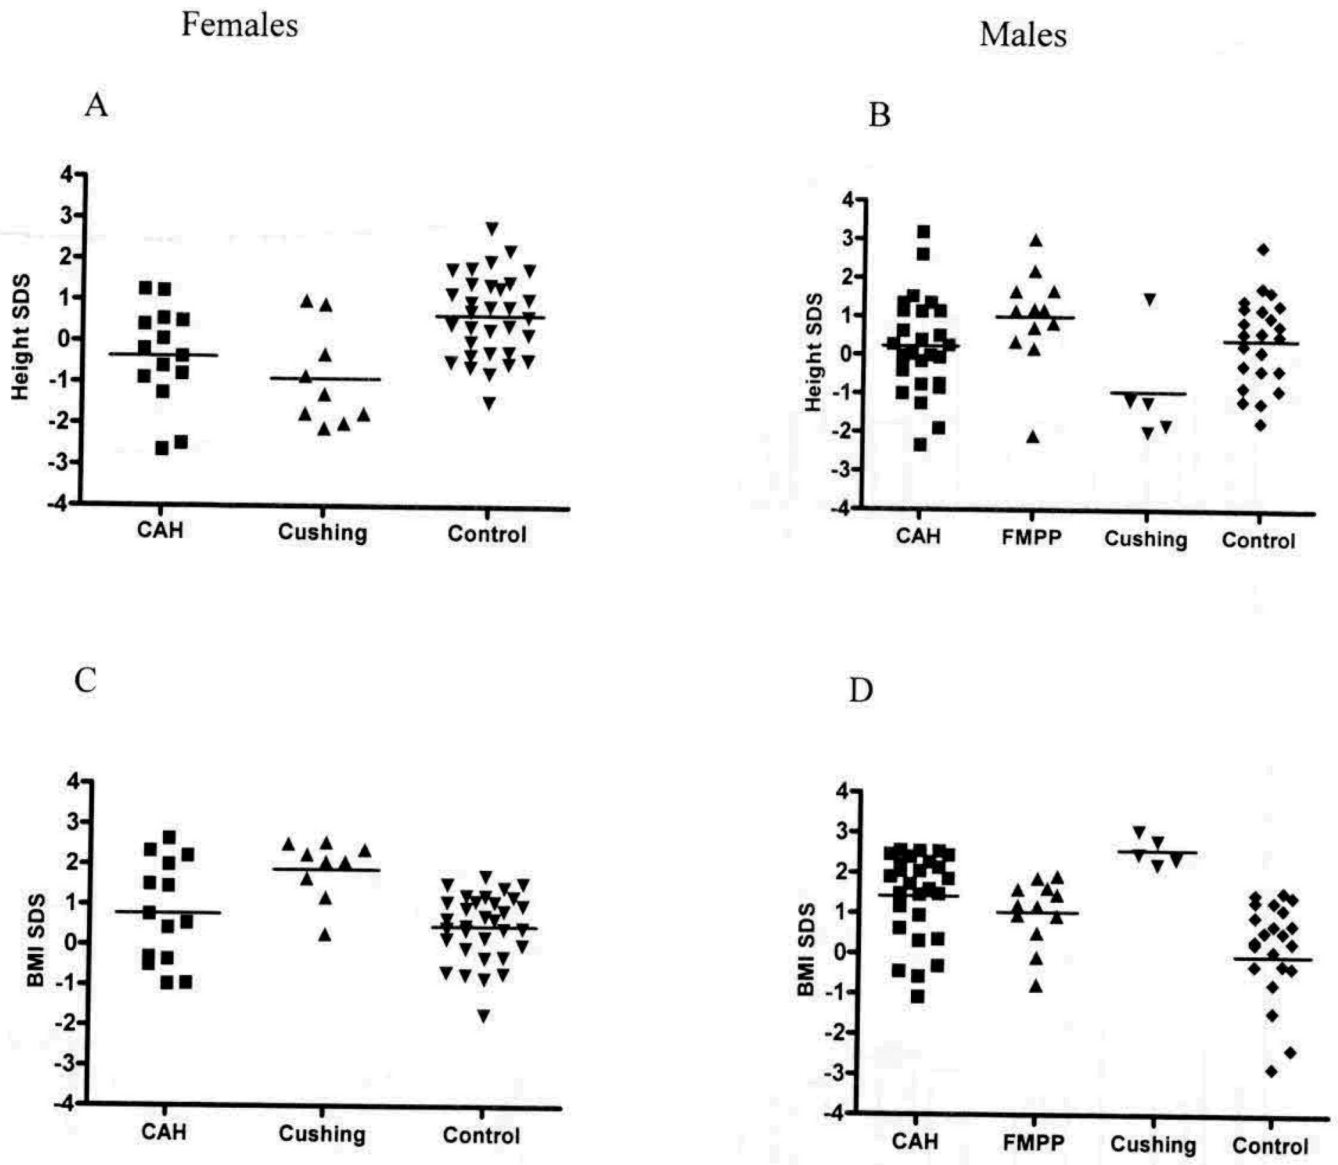 Females
Males
A
4
3
2
1
0
-1
-2
-3
-4
Height SDS
CAH
Cushing
Control
B
4
3
2
1
0
-1
-2
-3
-4
Height SDS
CAH
FMPP
Cushing
Control
C
4
3
2
1
0
-1
-2
-3
-4
BMI SDS
CAH
Cushing
Control
D
4
3
2
1
0
-1
-2
-3
-4
BMI SDS
CAH
FMPP
Cushing
Control